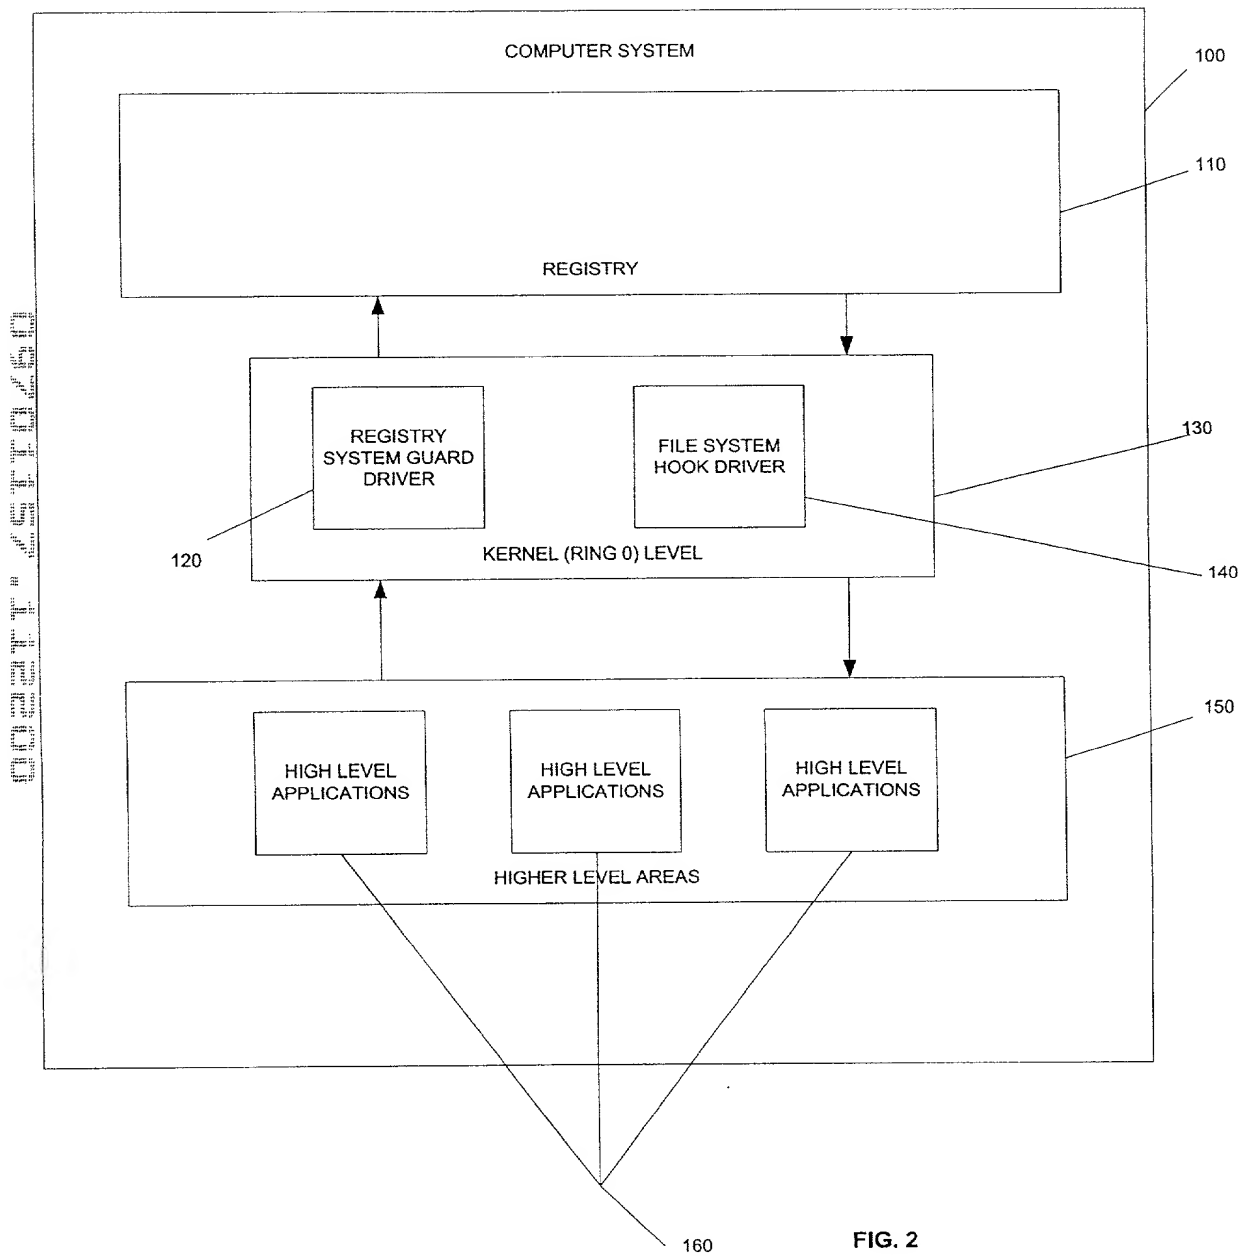 COMPUTER SYSTEM
100
110
REGISTRY
REGISTRY
SYSTEM GUARD
DRIVER
FILE SYSTEM
HOOK DRIVER
130
120
KERNEL (RING 0) LEVEL
140
150
HIGH LEVEL
APPLICATIONS
HIGH LEVEL
APPLICATIONS
HIGH LEVEL
APPLICATIONS
HIGHER LEVEL AREAS
160
FIG. 2